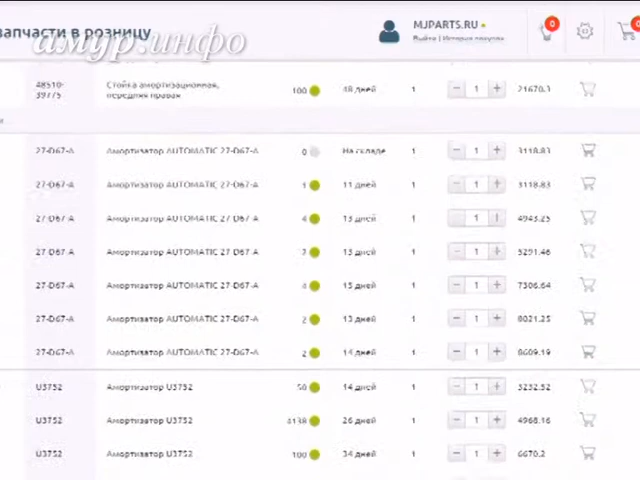 запчасти в розницу
амур.инфо
MJPARTS.RU
Выйти | История покупок
0
48510-39775 Стойка амортизационная, передняя правая 100 48 дней 1 − 1 + 21670.3
27-D67-A Амортизатор AUTOMATIC 27-D67-A 0 На складе 1 − 1 + 3118.83
27-D67-A Амортизатор AUTOMATIC 27-D67-A 1 11 дней 1 − 1 + 3118.83
27-D67-A Амортизатор AUTOMATIC 27-D67-A 4 13 дней 1 1 4943.25
27-D67-A Амортизатор AUTOMATIC 27-D67-A 13 дней 1 − 1 + 5291.46
27-D67-A Амортизатор AUTOMATIC 27-D67-A 4 15 дней 1 − 1 + 7306.64
27-D67-A Амортизатор AUTOMATIC 27-D67-A 2 13 дней 1 − 1 + 8021.25
27-D67-A Амортизатор AUTOMATIC 27-D67-A 2 14 дней 1 − 1 + 8609.19
U3752 Амортизатор U3752 50 14 дней 1 − 1 + 3232.52
U3752 Амортизатор U3752 4138 26 дней 1 − 1 + 4966.16
U3752 Амортизатор U3752 100 34 дней 1 − 1 + 6670.2